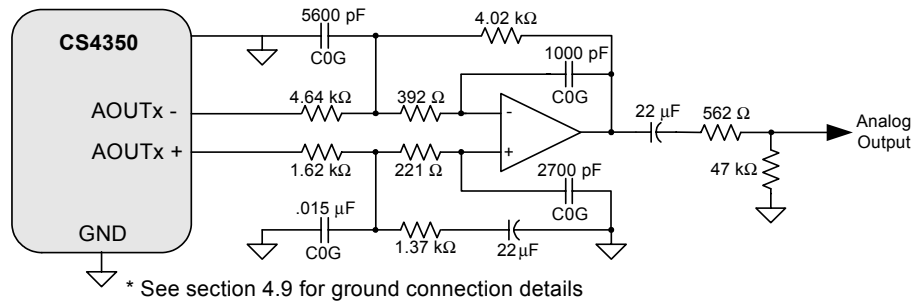 5600 pF
C0G
4.02 kΩ
CS4350
1000 pF
C0G
AOUTx -
4.64 kΩ
392 Ω
-
22 µF
562 Ω
Analog
Output
AOUTx +
1.62 kΩ
221 Ω
+
2700 pF
C0G
47 kΩ
.015 µF
C0G
1.37 kΩ
22µF
GND
* See section 4.9 for ground connection details